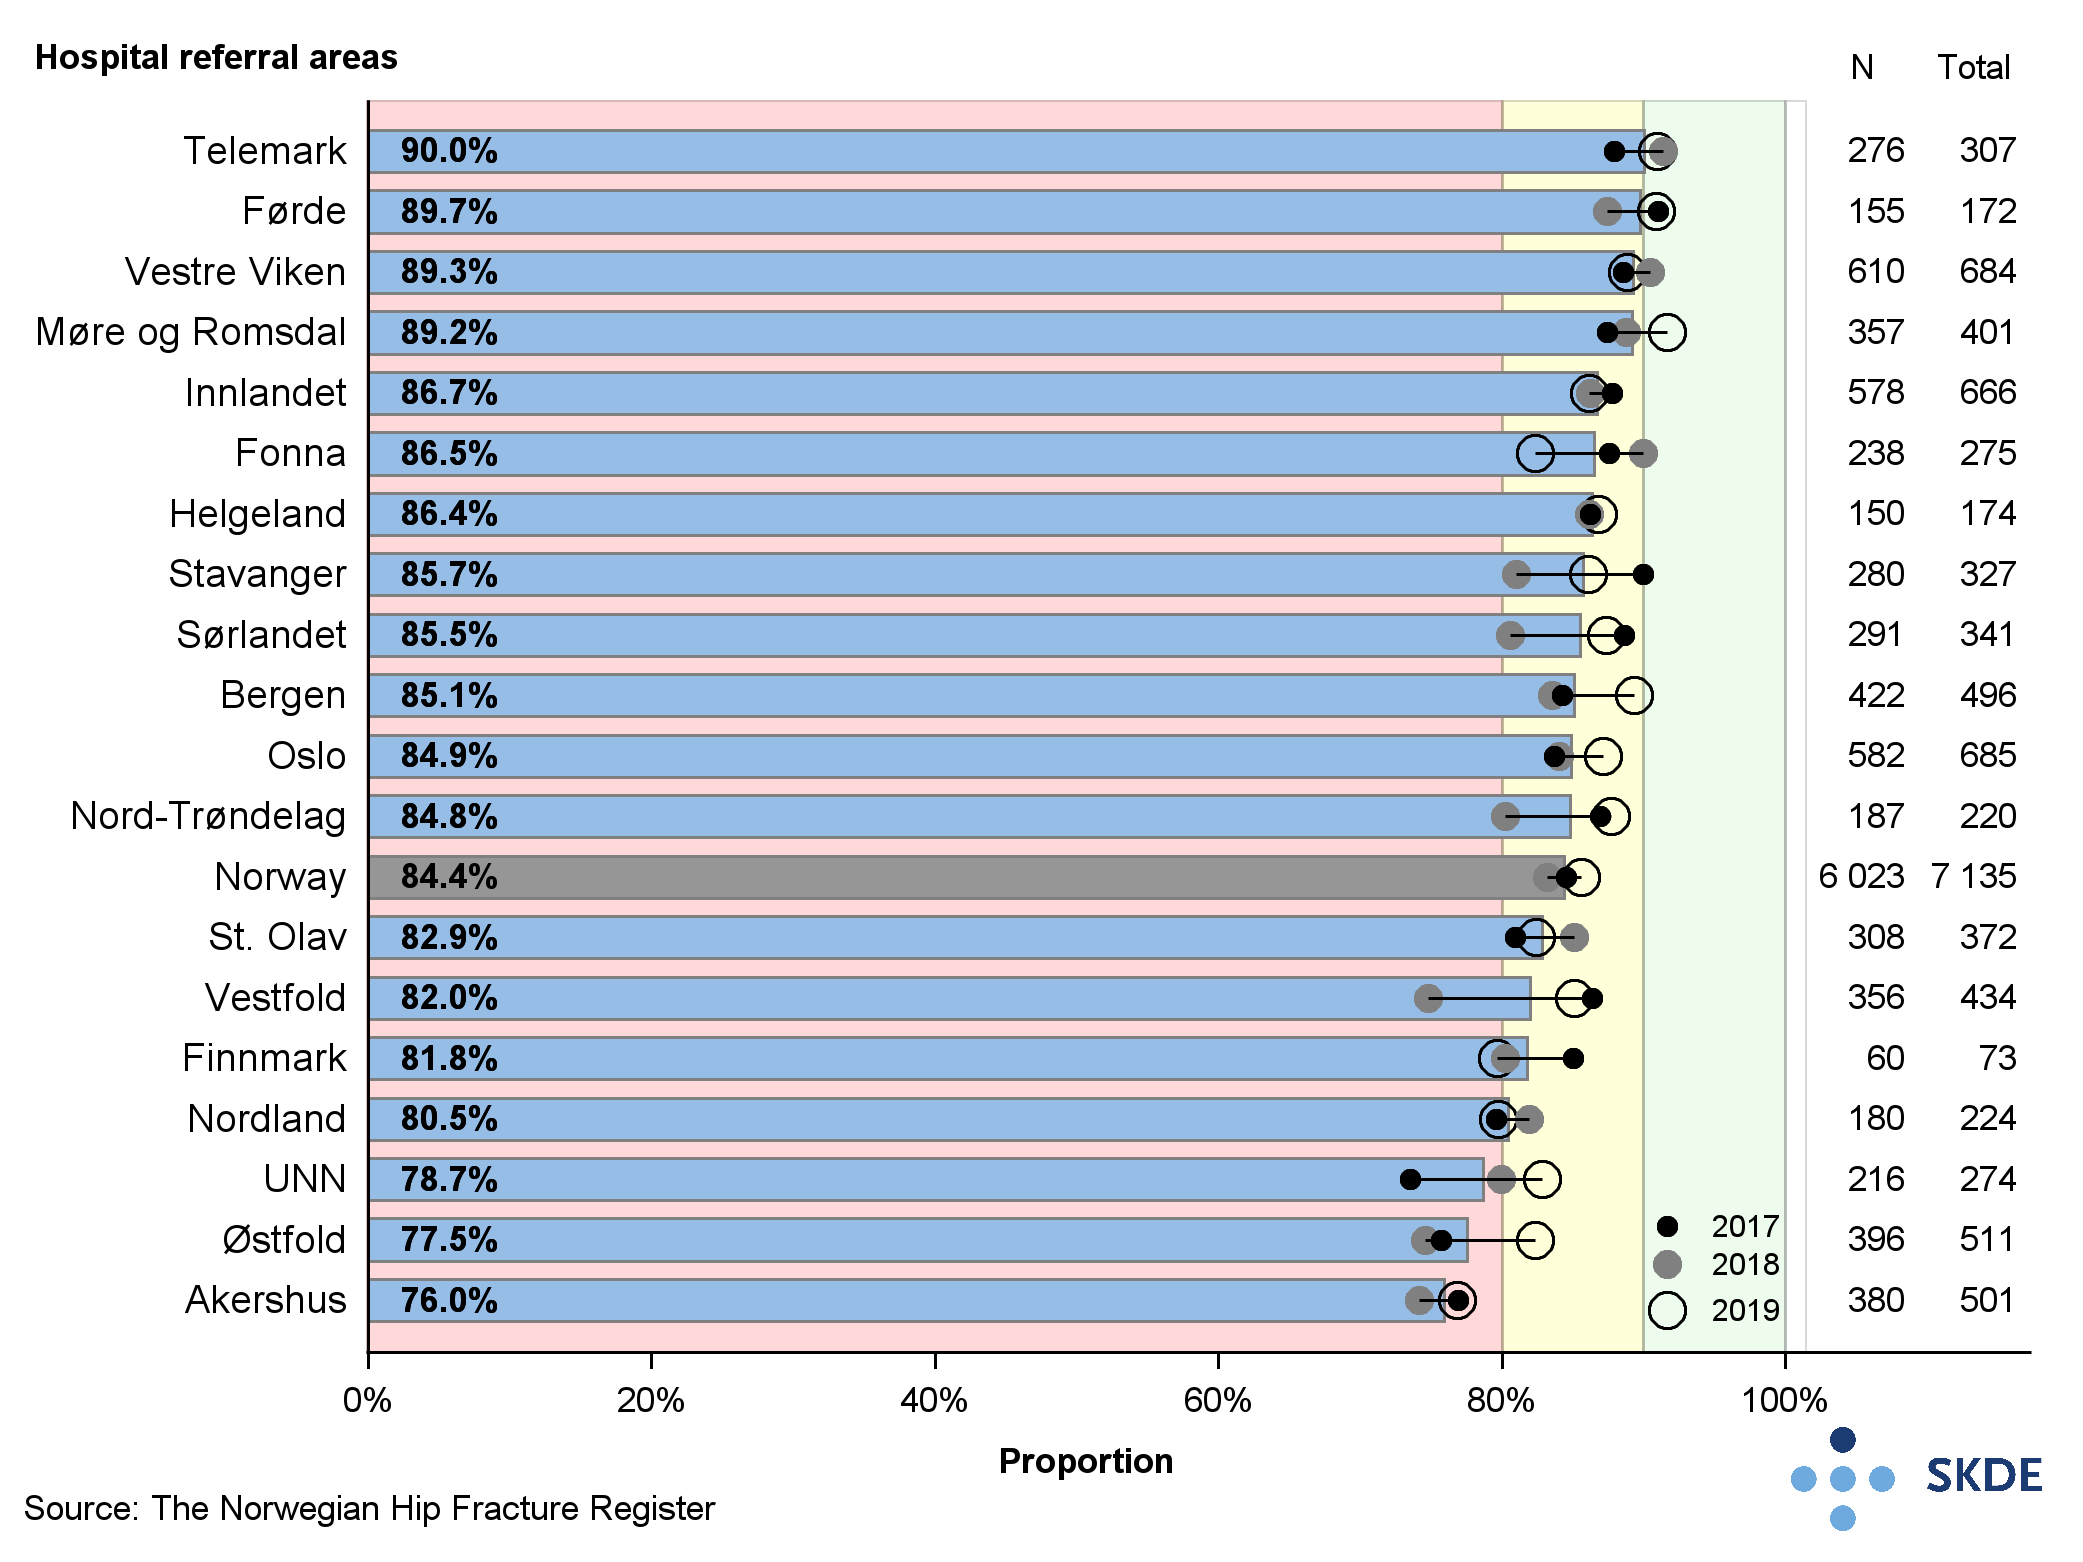 Hospital referral areas N Total
Telemark 90.0% 276 307
Førde 89.7% 155 172
Vestre Viken 89.3% 610 684
Møre og Romsdal 89.2% 357 401
Innlandet 86.7% 578 666
Fonna 86.5% 238 275
Helgeland 86.4% 150 174
Stavanger 85.7% 280 327
Sørlandet 85.5% 291 341
Bergen 85.1% 422 496
Oslo 84.9% 582 685
Nord-Trøndelag 84.8% 187 220
Norway 84.4% 6 023 7 135
St. Olav 82.9% 308 372
Vestfold 82.0% 356 434
Finnmark 81.8% 60 73
Nordland 80.5% 180 224
UNN 78.7% 216 274
Østfold 77.5% 396 511
Akershus 76.0% 380 501
2017
2018
2019
0% 20% 40% 60% 80% 100%
Proportion
SKDE
Source: The Norwegian Hip Fracture Register